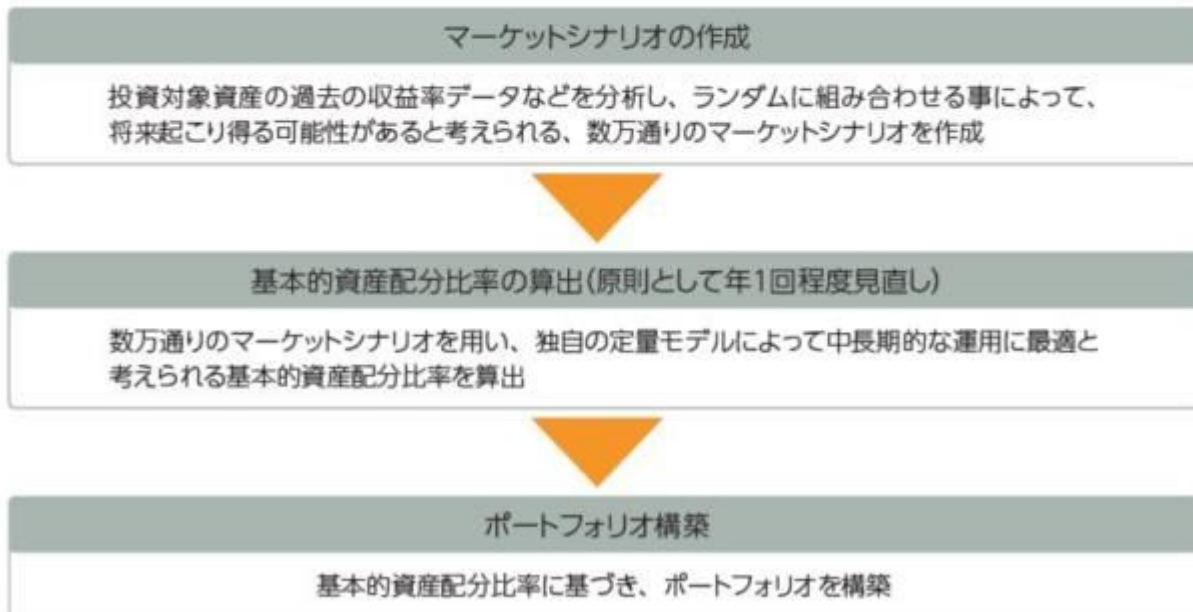 マーケットシナリオの作成
投資対象資産の過去の収益率データなどを分析し、ランダムに組み合わせる事によって、
将来起こり得る可能性があると考えられる、数万通りのマーケットシナリオを作成
基本的資産配分比率の算出(原則として年1回程度見直し)
数万通りのマーケットシナリオを用い、独自の定量モデルによって中長期的な運用に最適と
考えられる基本的資産配分比率を算出
ポートフォリオ構築
基本的資産配分比率に基づき、ポートフォリオを構築